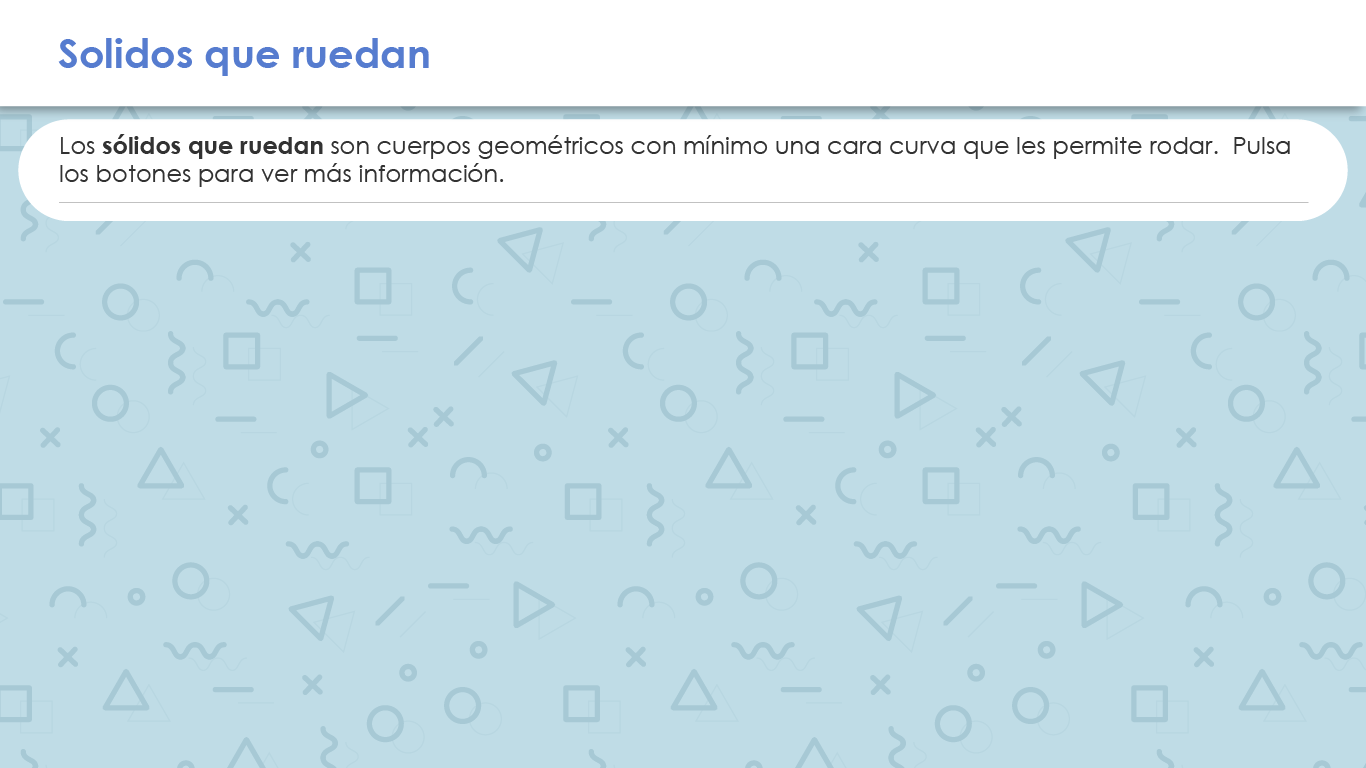 Solidos que ruedan
Los sólidos que ruedan son cuerpos geométricos con mínimo una cara curva que les permite rodar.  Pulsa
los botones para ver más información.